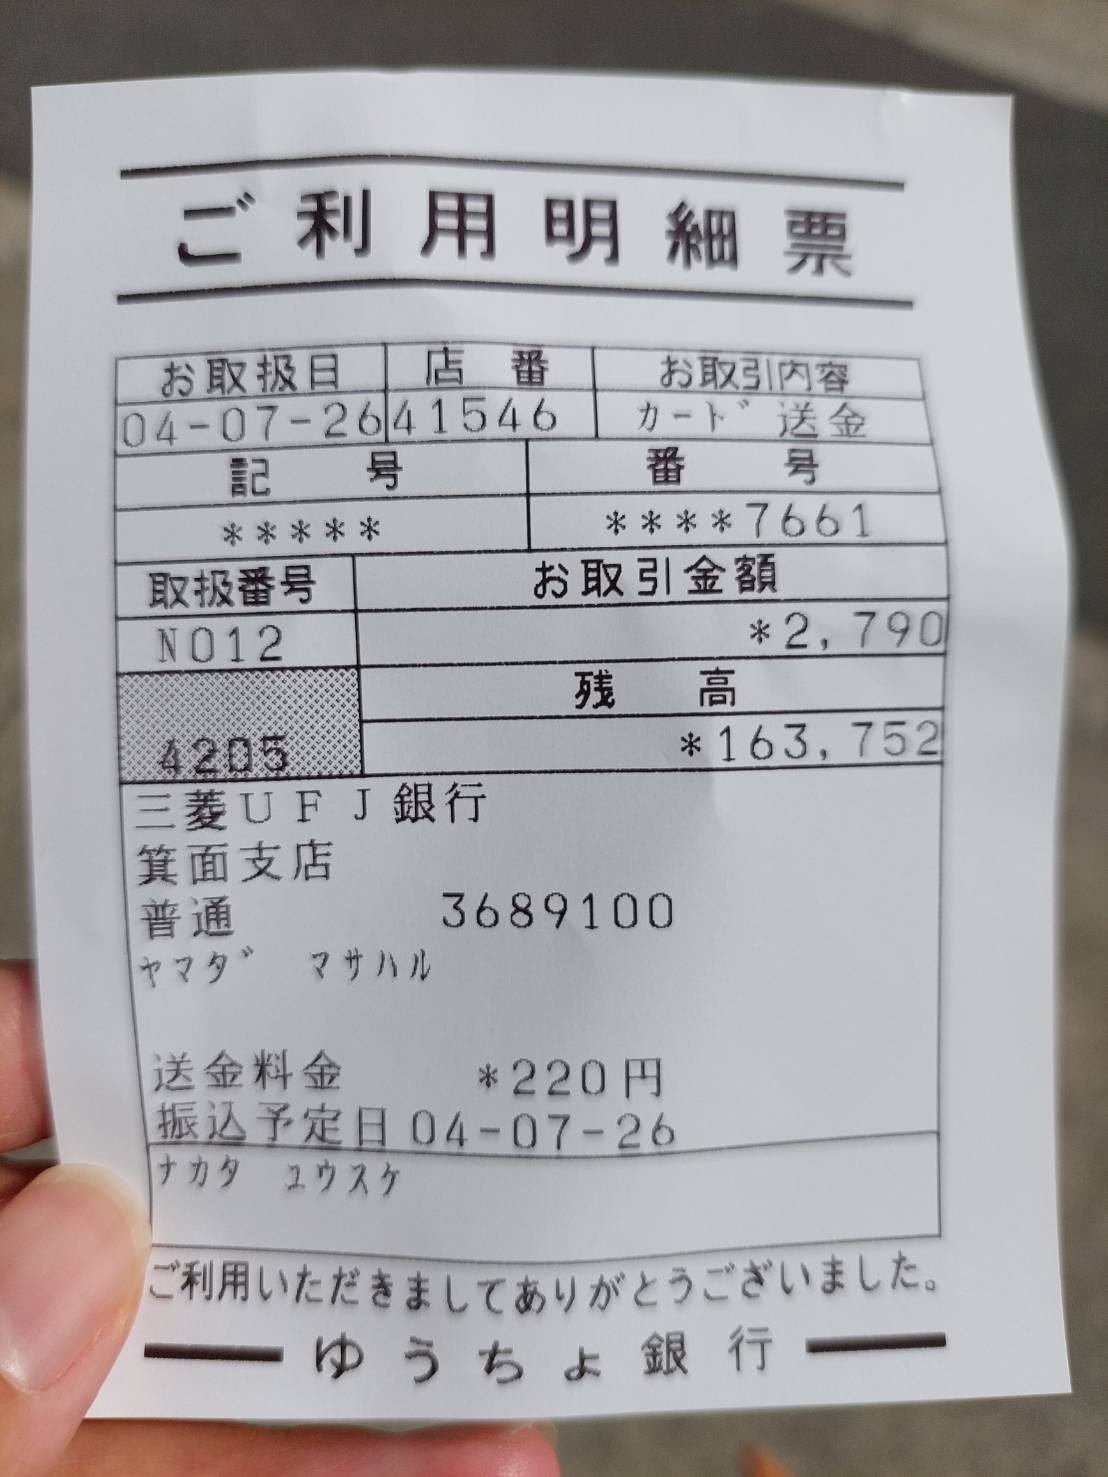 ご利用明細票
お取扱日 店番 お取引内容
04-07-26 41546 カード送金
記号 番号
***** ****7661
取扱番号 お取引金額
N012 *2,790
残高
4205 *163,752
三菱UFJ銀行
箕面支店
普通 3689100
ヤマダ マサハル
送金料金 *220円
振込予定日 04-07-26
ナカタ ユウスケ
ご利用いただきましてありがとうございました。
ゆうちょ銀行